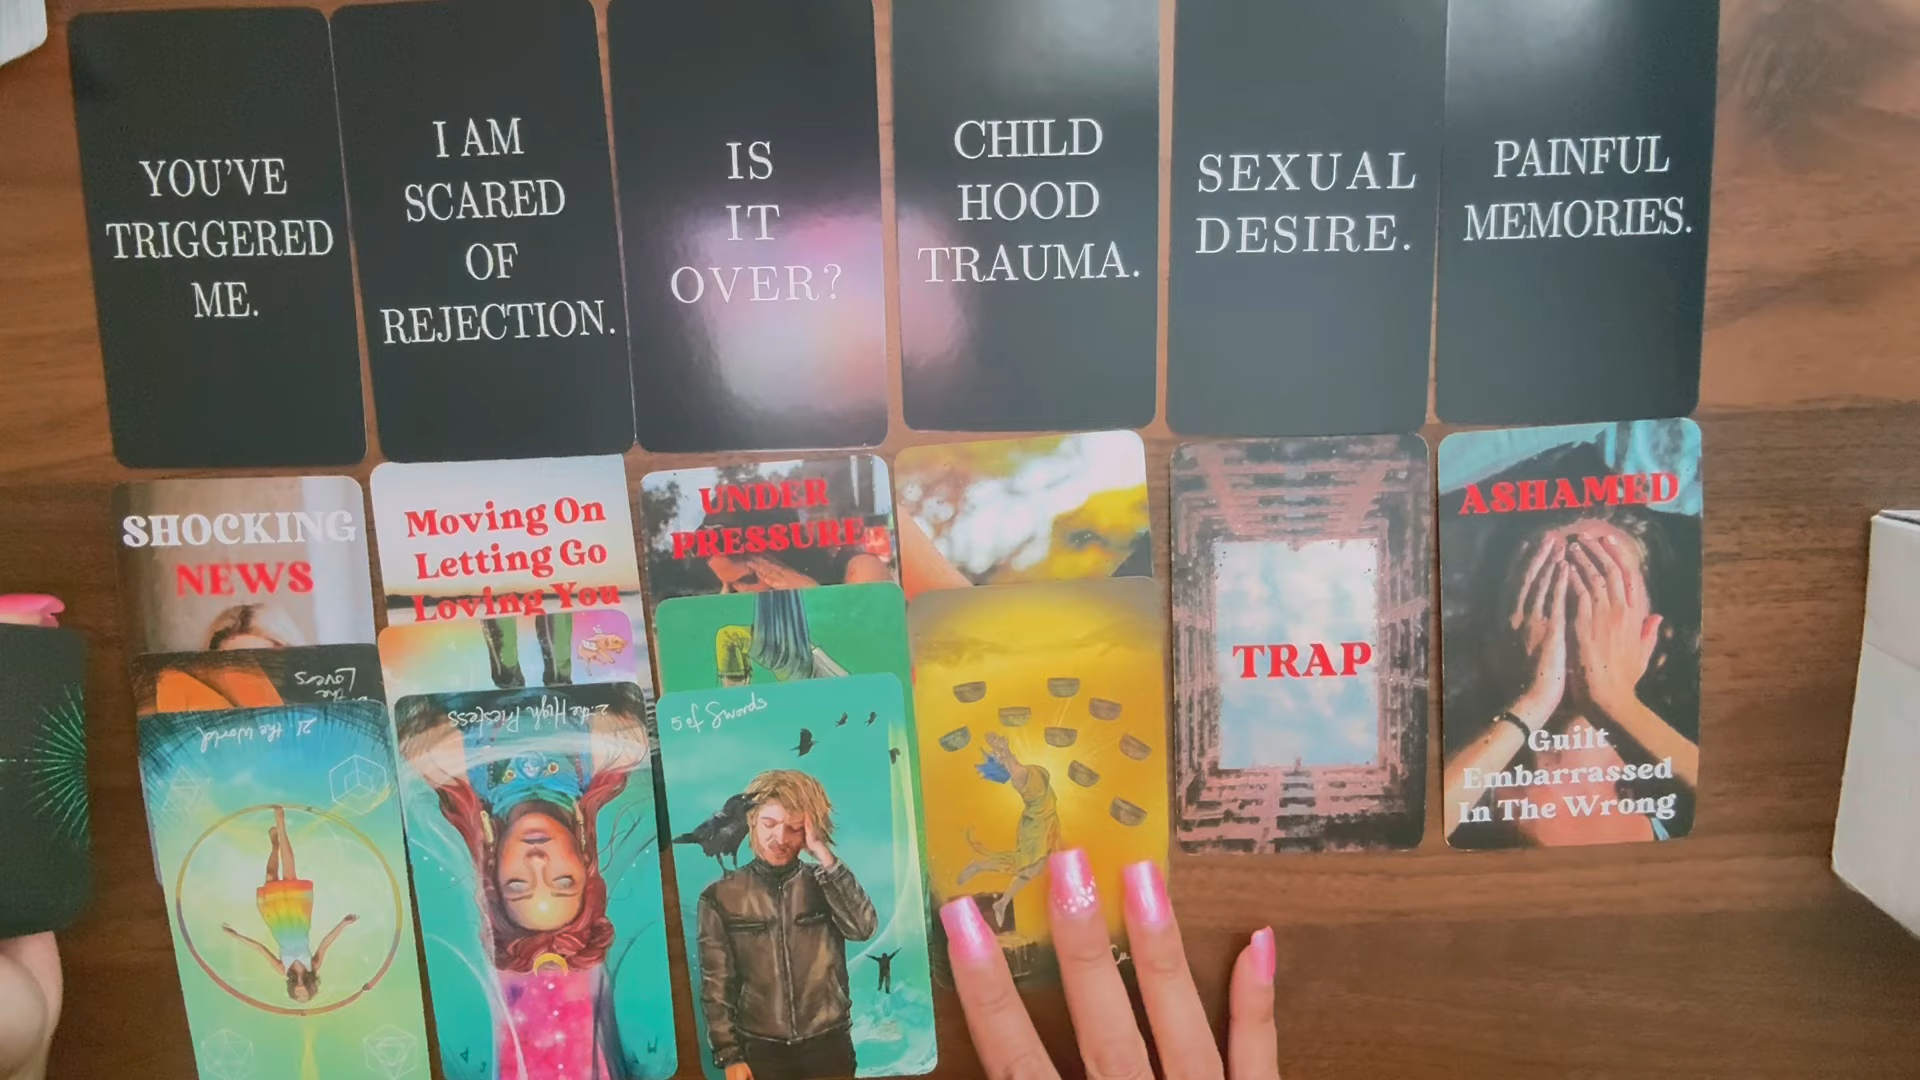 YOU'VE
TRIGGERED
ME.
I AM
SCARED
OF
REJECTION.
IS
IT
OVER?
CHILD
HOOD
TRAUMA.
SEXUAL
DESIRE.
PAINFUL
MEMORIES.
SHOCKING
NEWS
Moving On
Letting Go
Loving You
UNDER
PRESSURE
TRAP
ASHAMED
Guilt
Embarrassed
In The Wrong
the
Lovers
21. the World
2. the High Priestess
5 of Swords